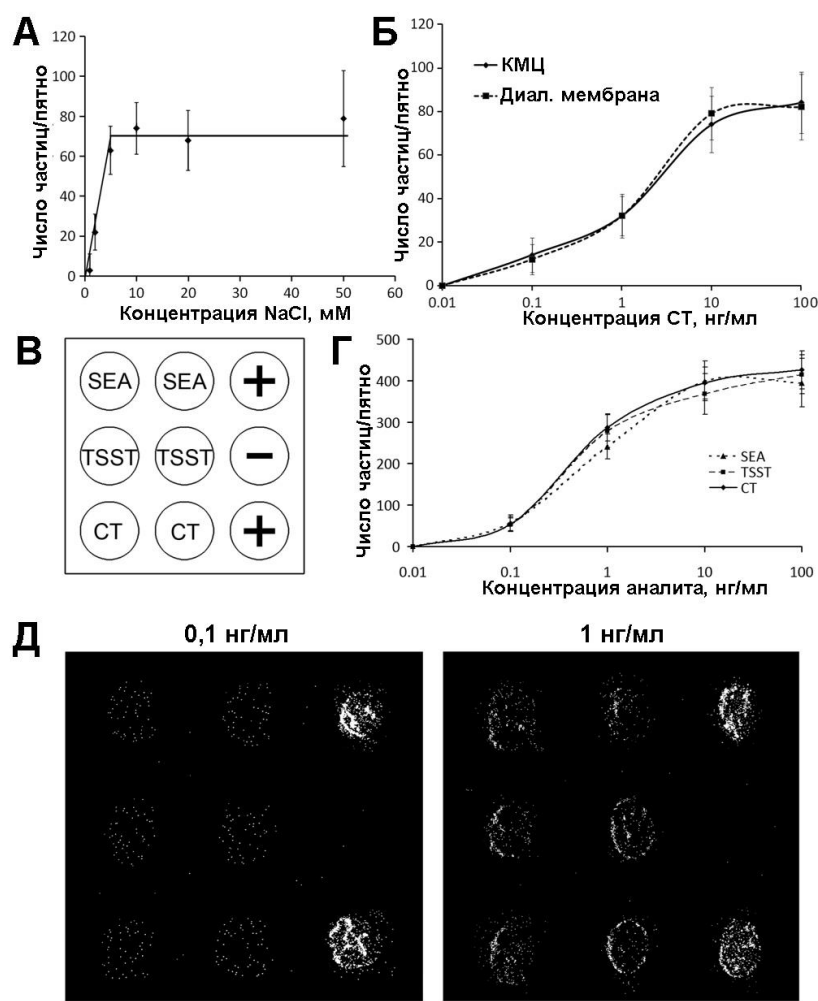 А
Число частиц/пятно
120
100
80
60
40
20
0
0 10 20 30 40 50 60
Концентрация NaCl, мМ
Б
Число частиц/пятно
120
100
80
60
40
20
0
КМЦ
Диал. мембрана
0.01 0.1 1 10 100
Концентрация СТ, нг/мл
В
SEA SEA +
TSST TSST −
CT CT +
Г
Число частиц/пятно
500
400
300
200
100
0
SEA
TSST
CT
0.01 0.1 1 10 100
Концентрация аналита, нг/мл
Д
0,1 нг/мл 1 нг/мл